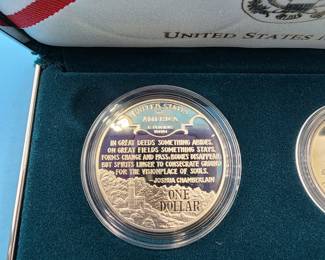 UNITED STATES
UNITED STATES
OF
AMERICA
IN GREAT DEEDS SOMETHING ABIDES.
ON GREAT FIELDS SOMETHING STAYS.
FORMS CHANGE AND PASS; BODIES DISAPPEAR;
BUT SPIRITS LINGER TO CONSECRATE GROUND
FOR THE VISIONPLACE OF SOULS.
-JOSHUA CHAMBERLAIN
ONE
DOLLAR